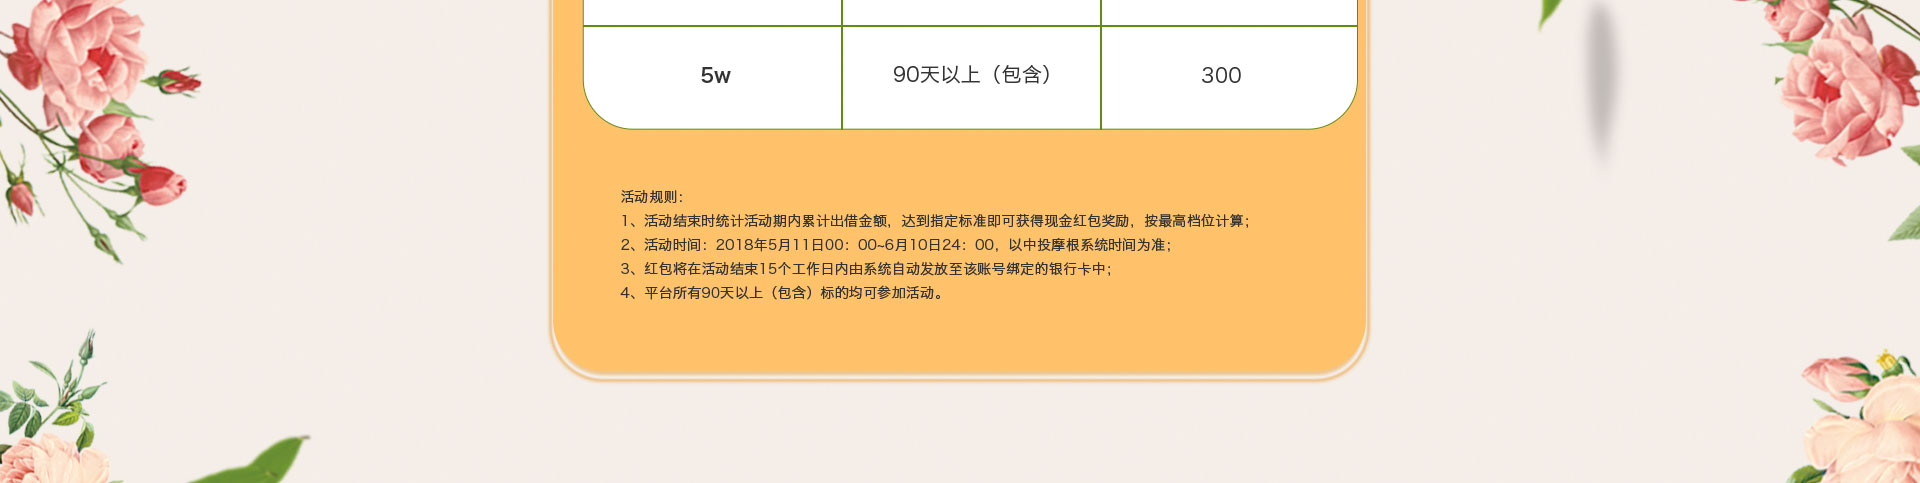 5w 90天以上（包含） 300
活动规则：
1、活动结束时统计活动期内累计出借金额，达到指定标准即可获得现金红包奖励，按最高档位计算；
2、活动时间：2018年5月11日00：00~6月10日24：00，以中投摩根系统时间为准；
3、红包将在活动结束15个工作日内由系统自动发放至该账号绑定的银行卡中；
4、平台所有90天以上（包含）标的均可参加活动。